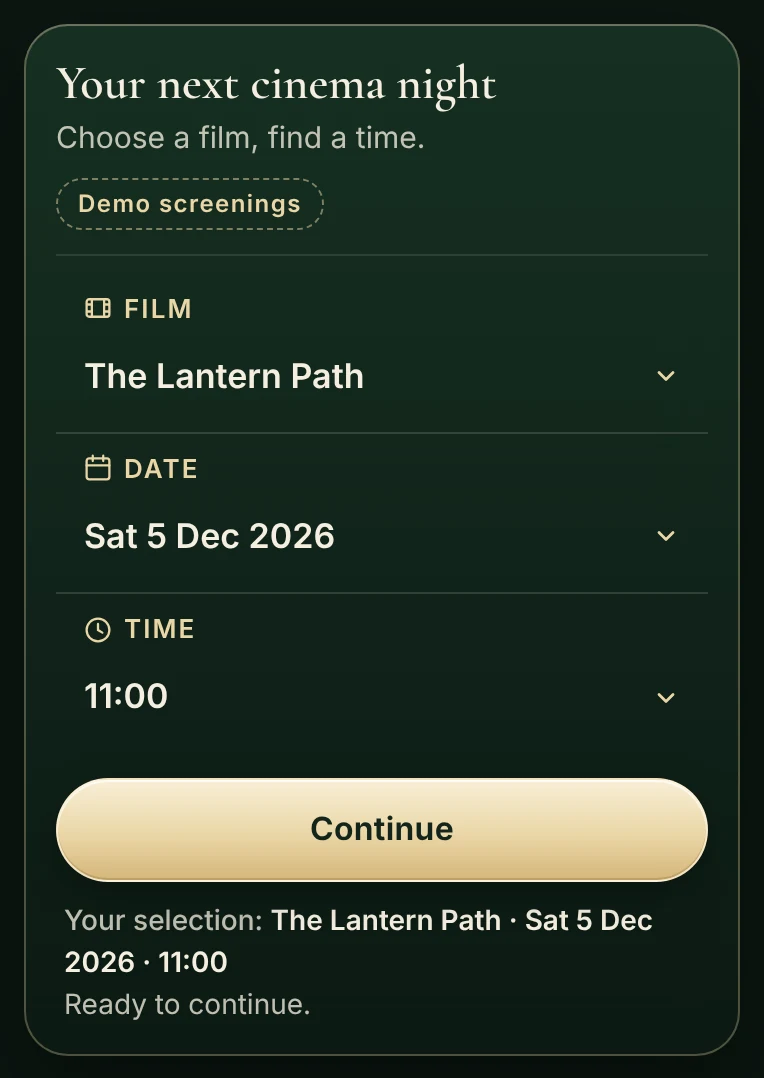 Your next cinema night
Choose a film, find a time.
Demo screenings
FILM
The Lantern Path
DATE
Sat 5 Dec 2026
TIME
11:00
Continue
Your selection: The Lantern Path · Sat 5 Dec
2026 · 11:00
Ready to continue.